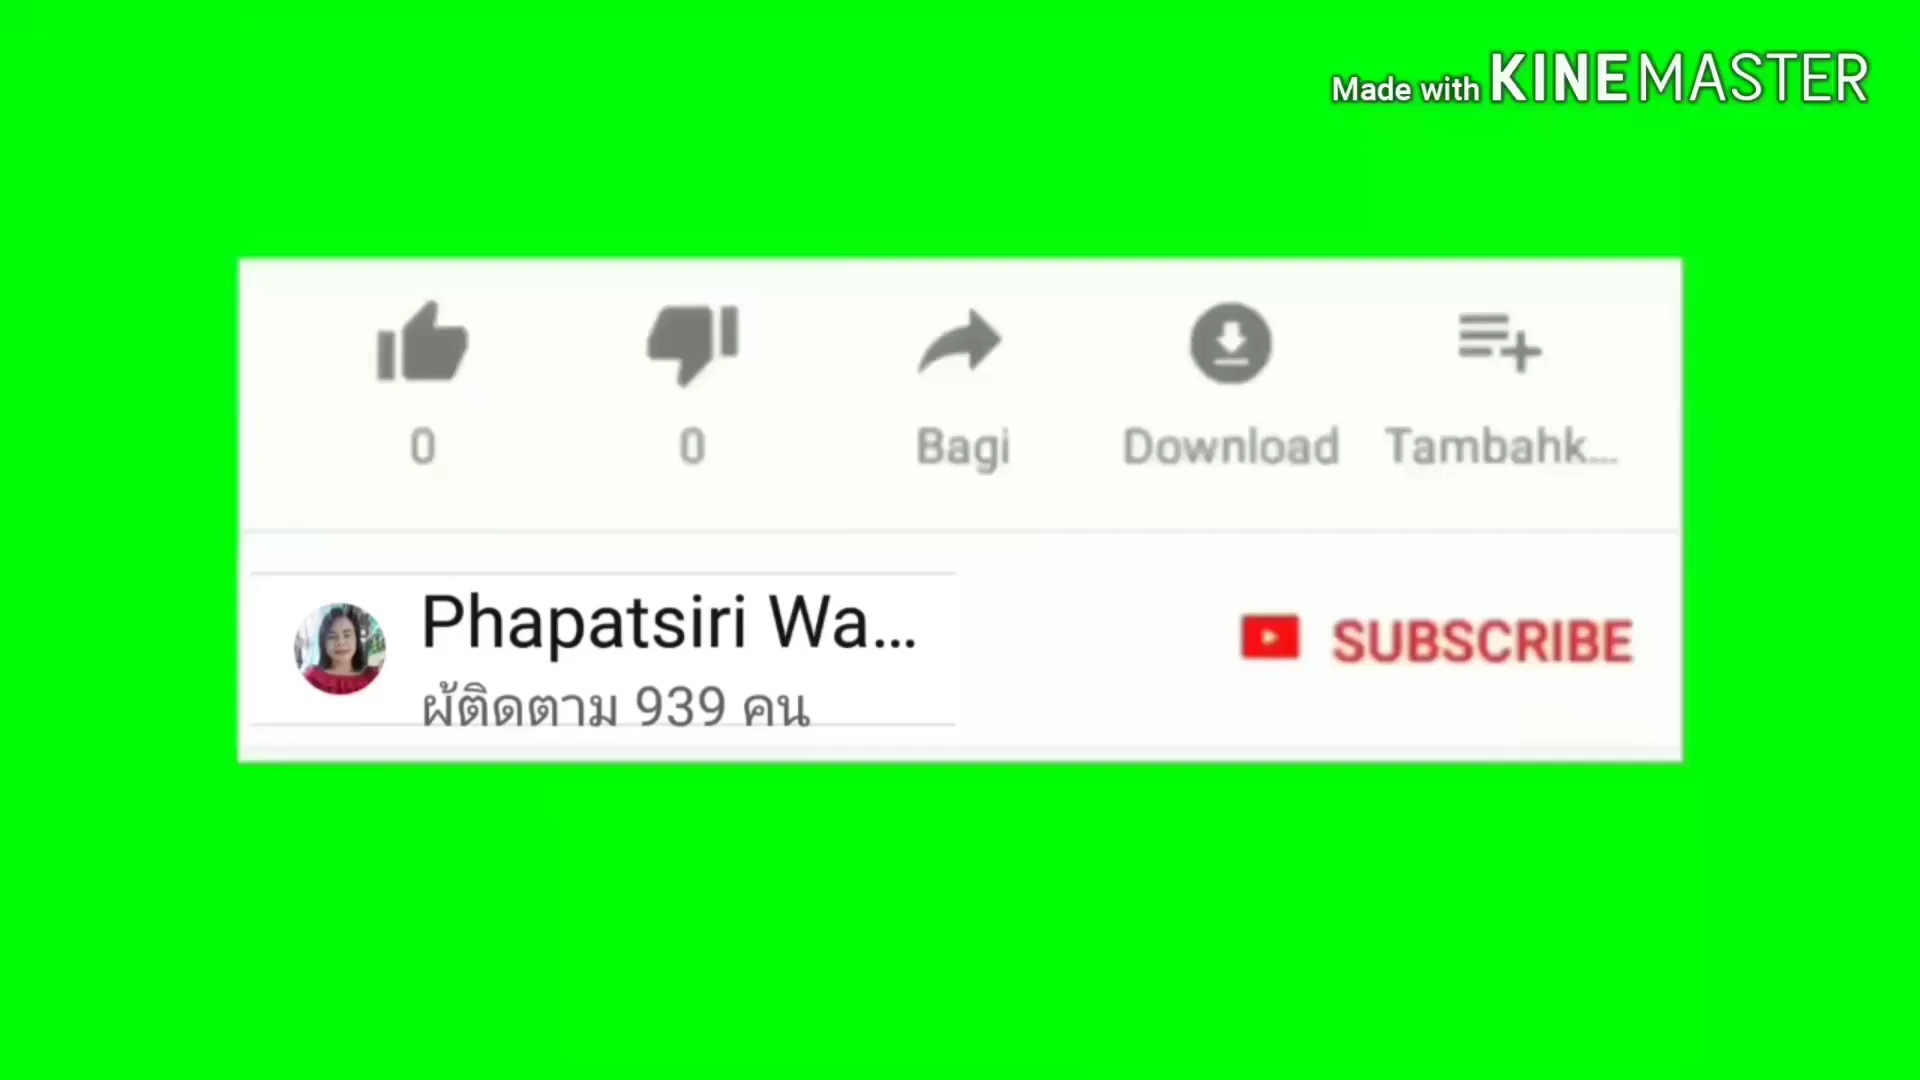 Made with KINEMASTER
0 0 Bagi Download Tambahk...
Phapatsiri Wa...
SUBSCRIBE
ผู้ติดตาม 939 คน